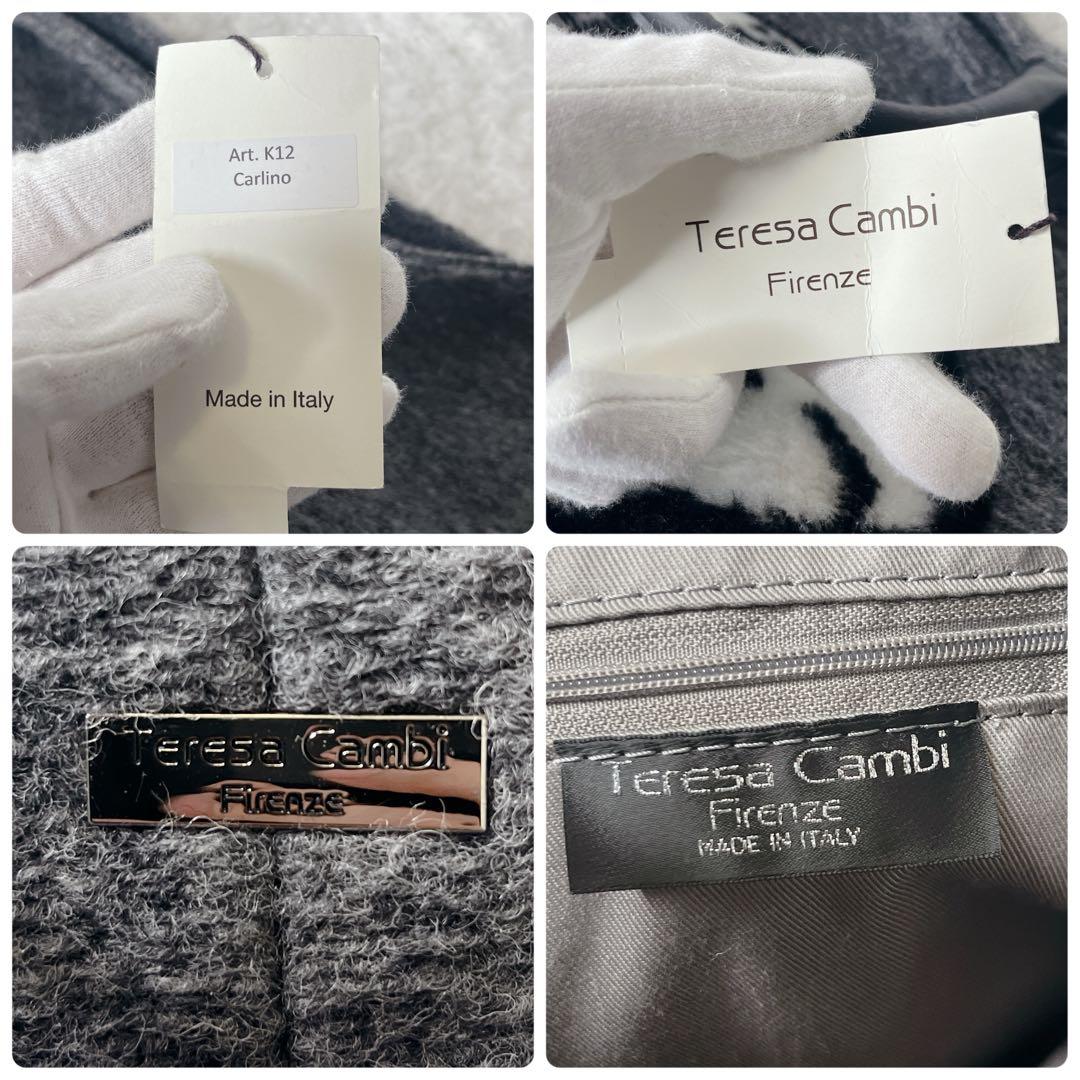 Art. K12
Carlino
Made in Italy
Teresa Cambi
Firenze
Teresa Cambi
Firenze
Teresa Cambi
Firenze
MADE IN ITALY